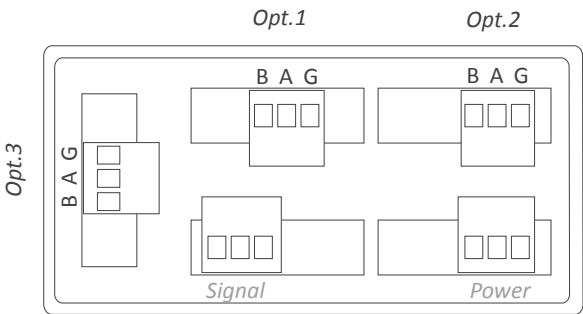 Opt.1 Opt.2
B A G B A G
Opt.3
B A G
Signal Power